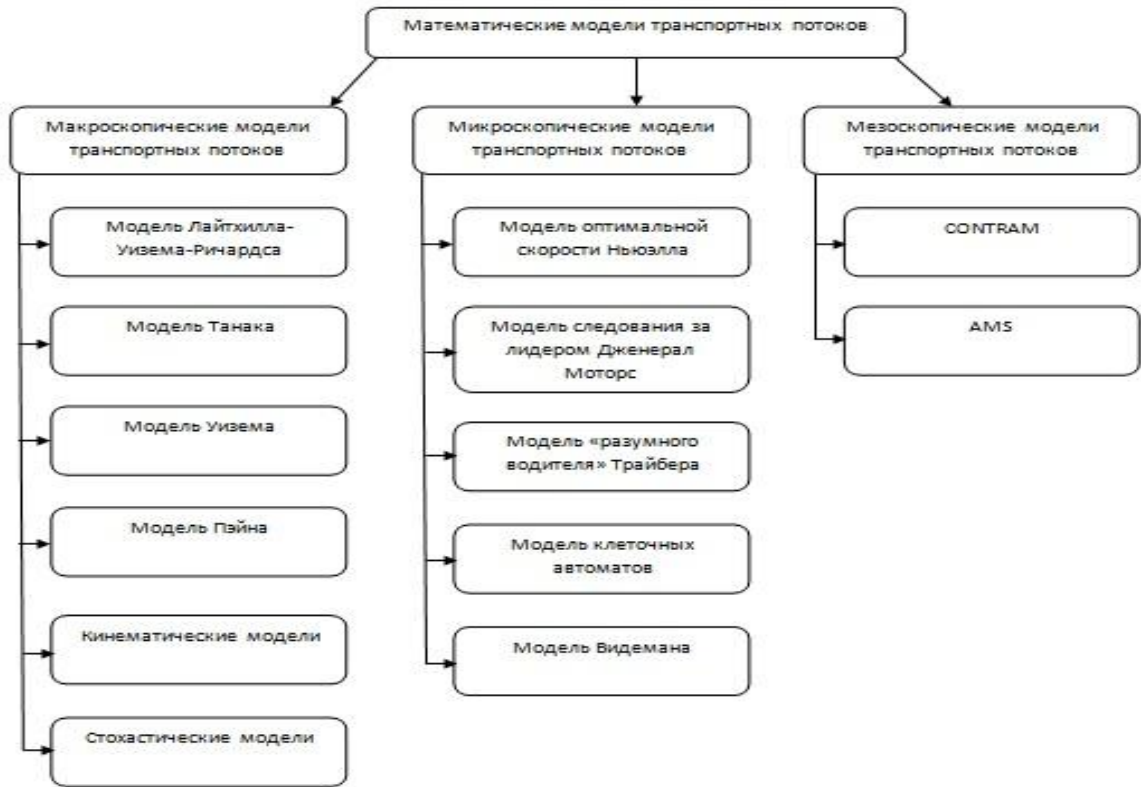 Математические модели транспортных потоков
Макроскопические модели
транспортных потоков
Модель Лайтхилла-
Уизема-Ричардса
Модель Танака
Модель Уизема
Модель Пэйна
Кинематические модели
Стохастические модели
Микроскопические модели
транспортных потоков
Модель оптимальной
скорости Ньюэлла
Модель следования за
лидером Дженерал
Моторс
Модель «разумного
водителя» Трайбера
Модель клеточных
автоматов
Модель Видемана
Мезоскопические модели
транспортных потоков
CONTRAM
AMS